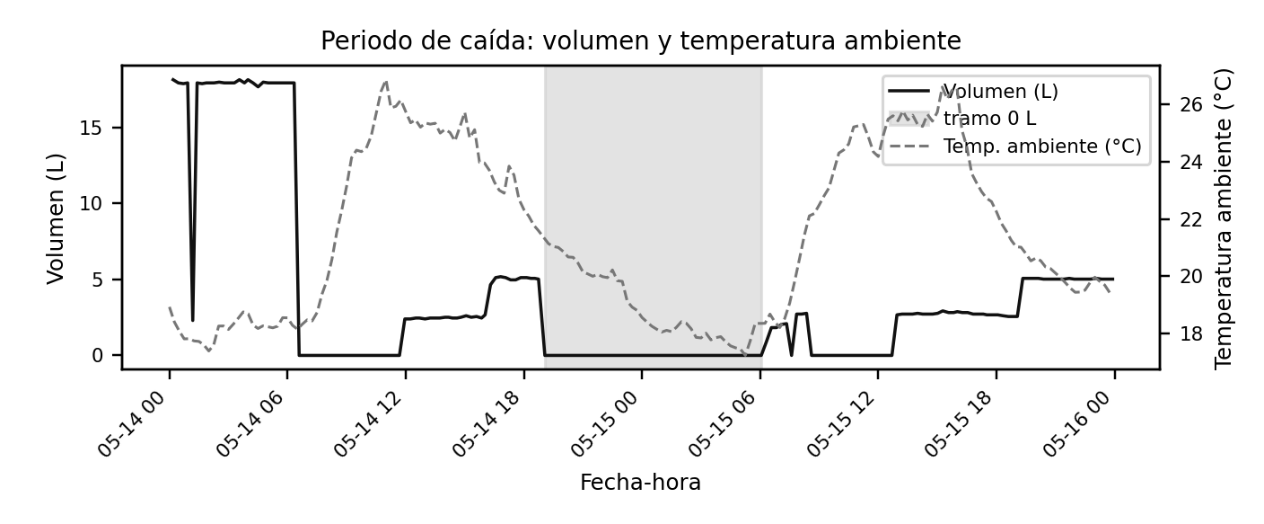 Periodo de caída: volumen y temperatura ambiente
Volumen (L)
15
10
5
0
Volumen (L)
tramo 0 L
Temp. ambiente (°C)
26
24
22
20
18
Temperatura ambiente (°C)
05-14 00
05-14 06
05-14 12
05-14 18
05-15 00
05-15 06
05-15 12
05-15 18
05-16 00
Fecha-hora